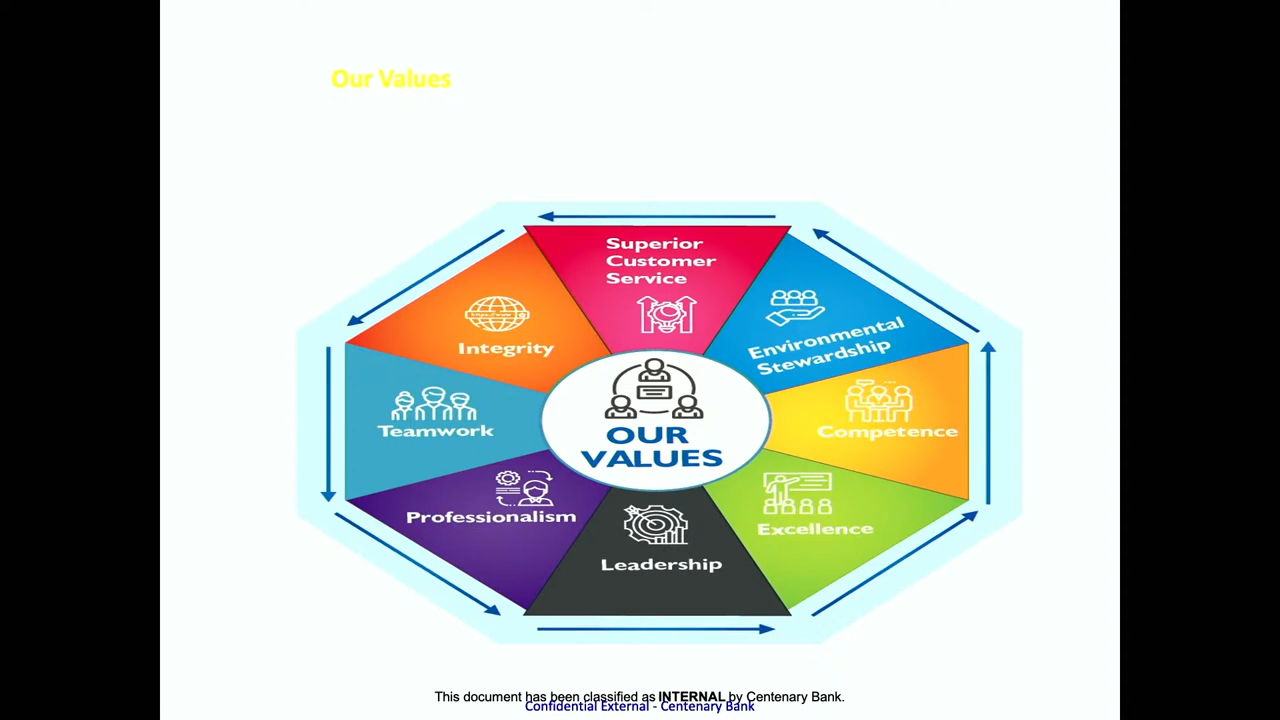 Our Values
Superior
Customer
Service
Environmental
Stewardship
Integrity
Competence
Teamwork
OUR
VALUES
Professionalism
Excellence
Leadership
This document has been classified as INTERNAL by Centenary Bank.
Confidential External - Centenary Bank